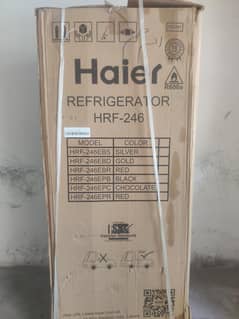 Haier
REFRIGERATOR
HRF-246
R600a
MODEL COLOR
HRF-246EBS SILVER
HRF-246EBD GOLD
HRF-246EBR RED
HRF-246EPB BLACK
HRF-246EPC CHOCOLATE
HRF-246EPR RED